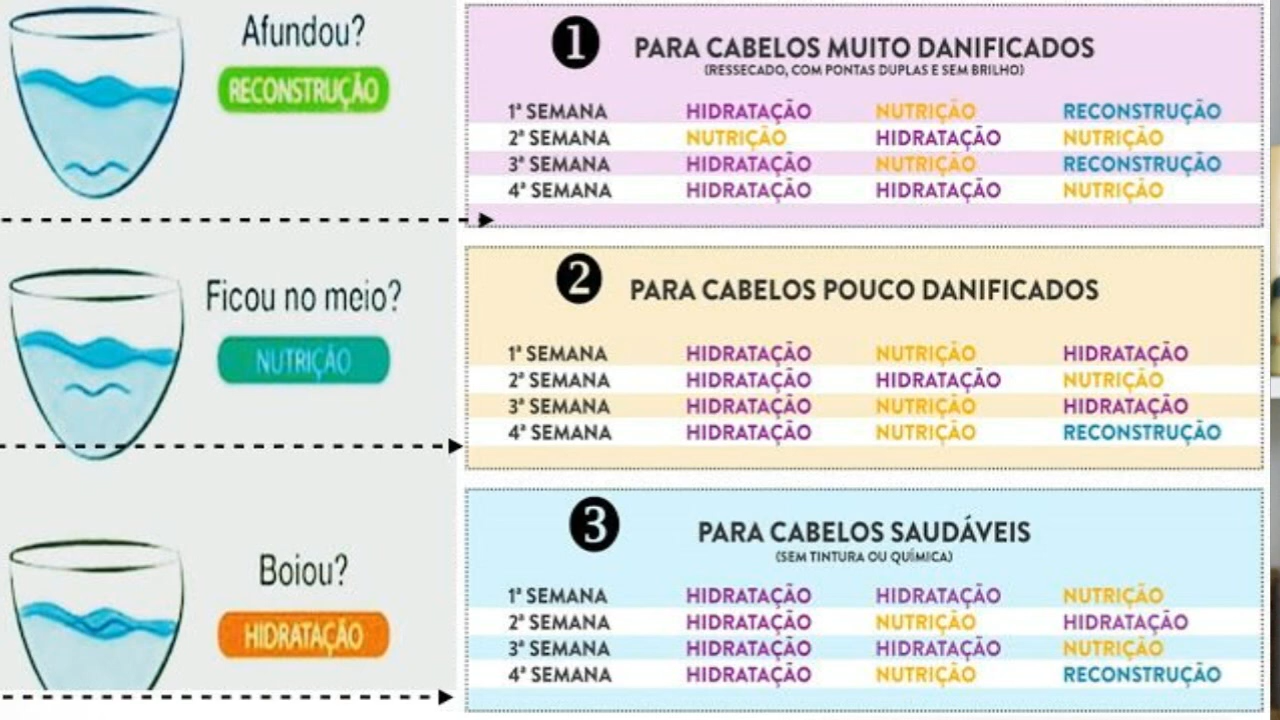 Afundou?
RECONSTRUÇÃO
1 PARA CABELOS MUITO DANIFICADOS
(RESSECADO, COM PONTAS DUPLAS E SEM BRILHO)
1ª SEMANA HIDRATAÇÃO NUTRIÇÃO RECONSTRUÇÃO
2ª SEMANA NUTRIÇÃO HIDRATAÇÃO NUTRIÇÃO
3ª SEMANA HIDRATAÇÃO NUTRIÇÃO RECONSTRUÇÃO
4ª SEMANA HIDRATAÇÃO HIDRATAÇÃO NUTRIÇÃO
Ficou no meio?
NUTRIÇÃO
2 PARA CABELOS POUCO DANIFICADOS
1ª SEMANA HIDRATAÇÃO NUTRIÇÃO HIDRATAÇÃO
2ª SEMANA HIDRATAÇÃO HIDRATAÇÃO NUTRIÇÃO
3ª SEMANA HIDRATAÇÃO NUTRIÇÃO HIDRATAÇÃO
4ª SEMANA HIDRATAÇÃO NUTRIÇÃO RECONSTRUÇÃO
Boiou?
HIDRATAÇÃO
3 PARA CABELOS SAUDÁVEIS
(SEM TINTURA OU QUÍMICA)
1ª SEMANA HIDRATAÇÃO HIDRATAÇÃO NUTRIÇÃO
2ª SEMANA HIDRATAÇÃO NUTRIÇÃO HIDRATAÇÃO
3ª SEMANA HIDRATAÇÃO HIDRATAÇÃO NUTRIÇÃO
4ª SEMANA HIDRATAÇÃO NUTRIÇÃO RECONSTRUÇÃO